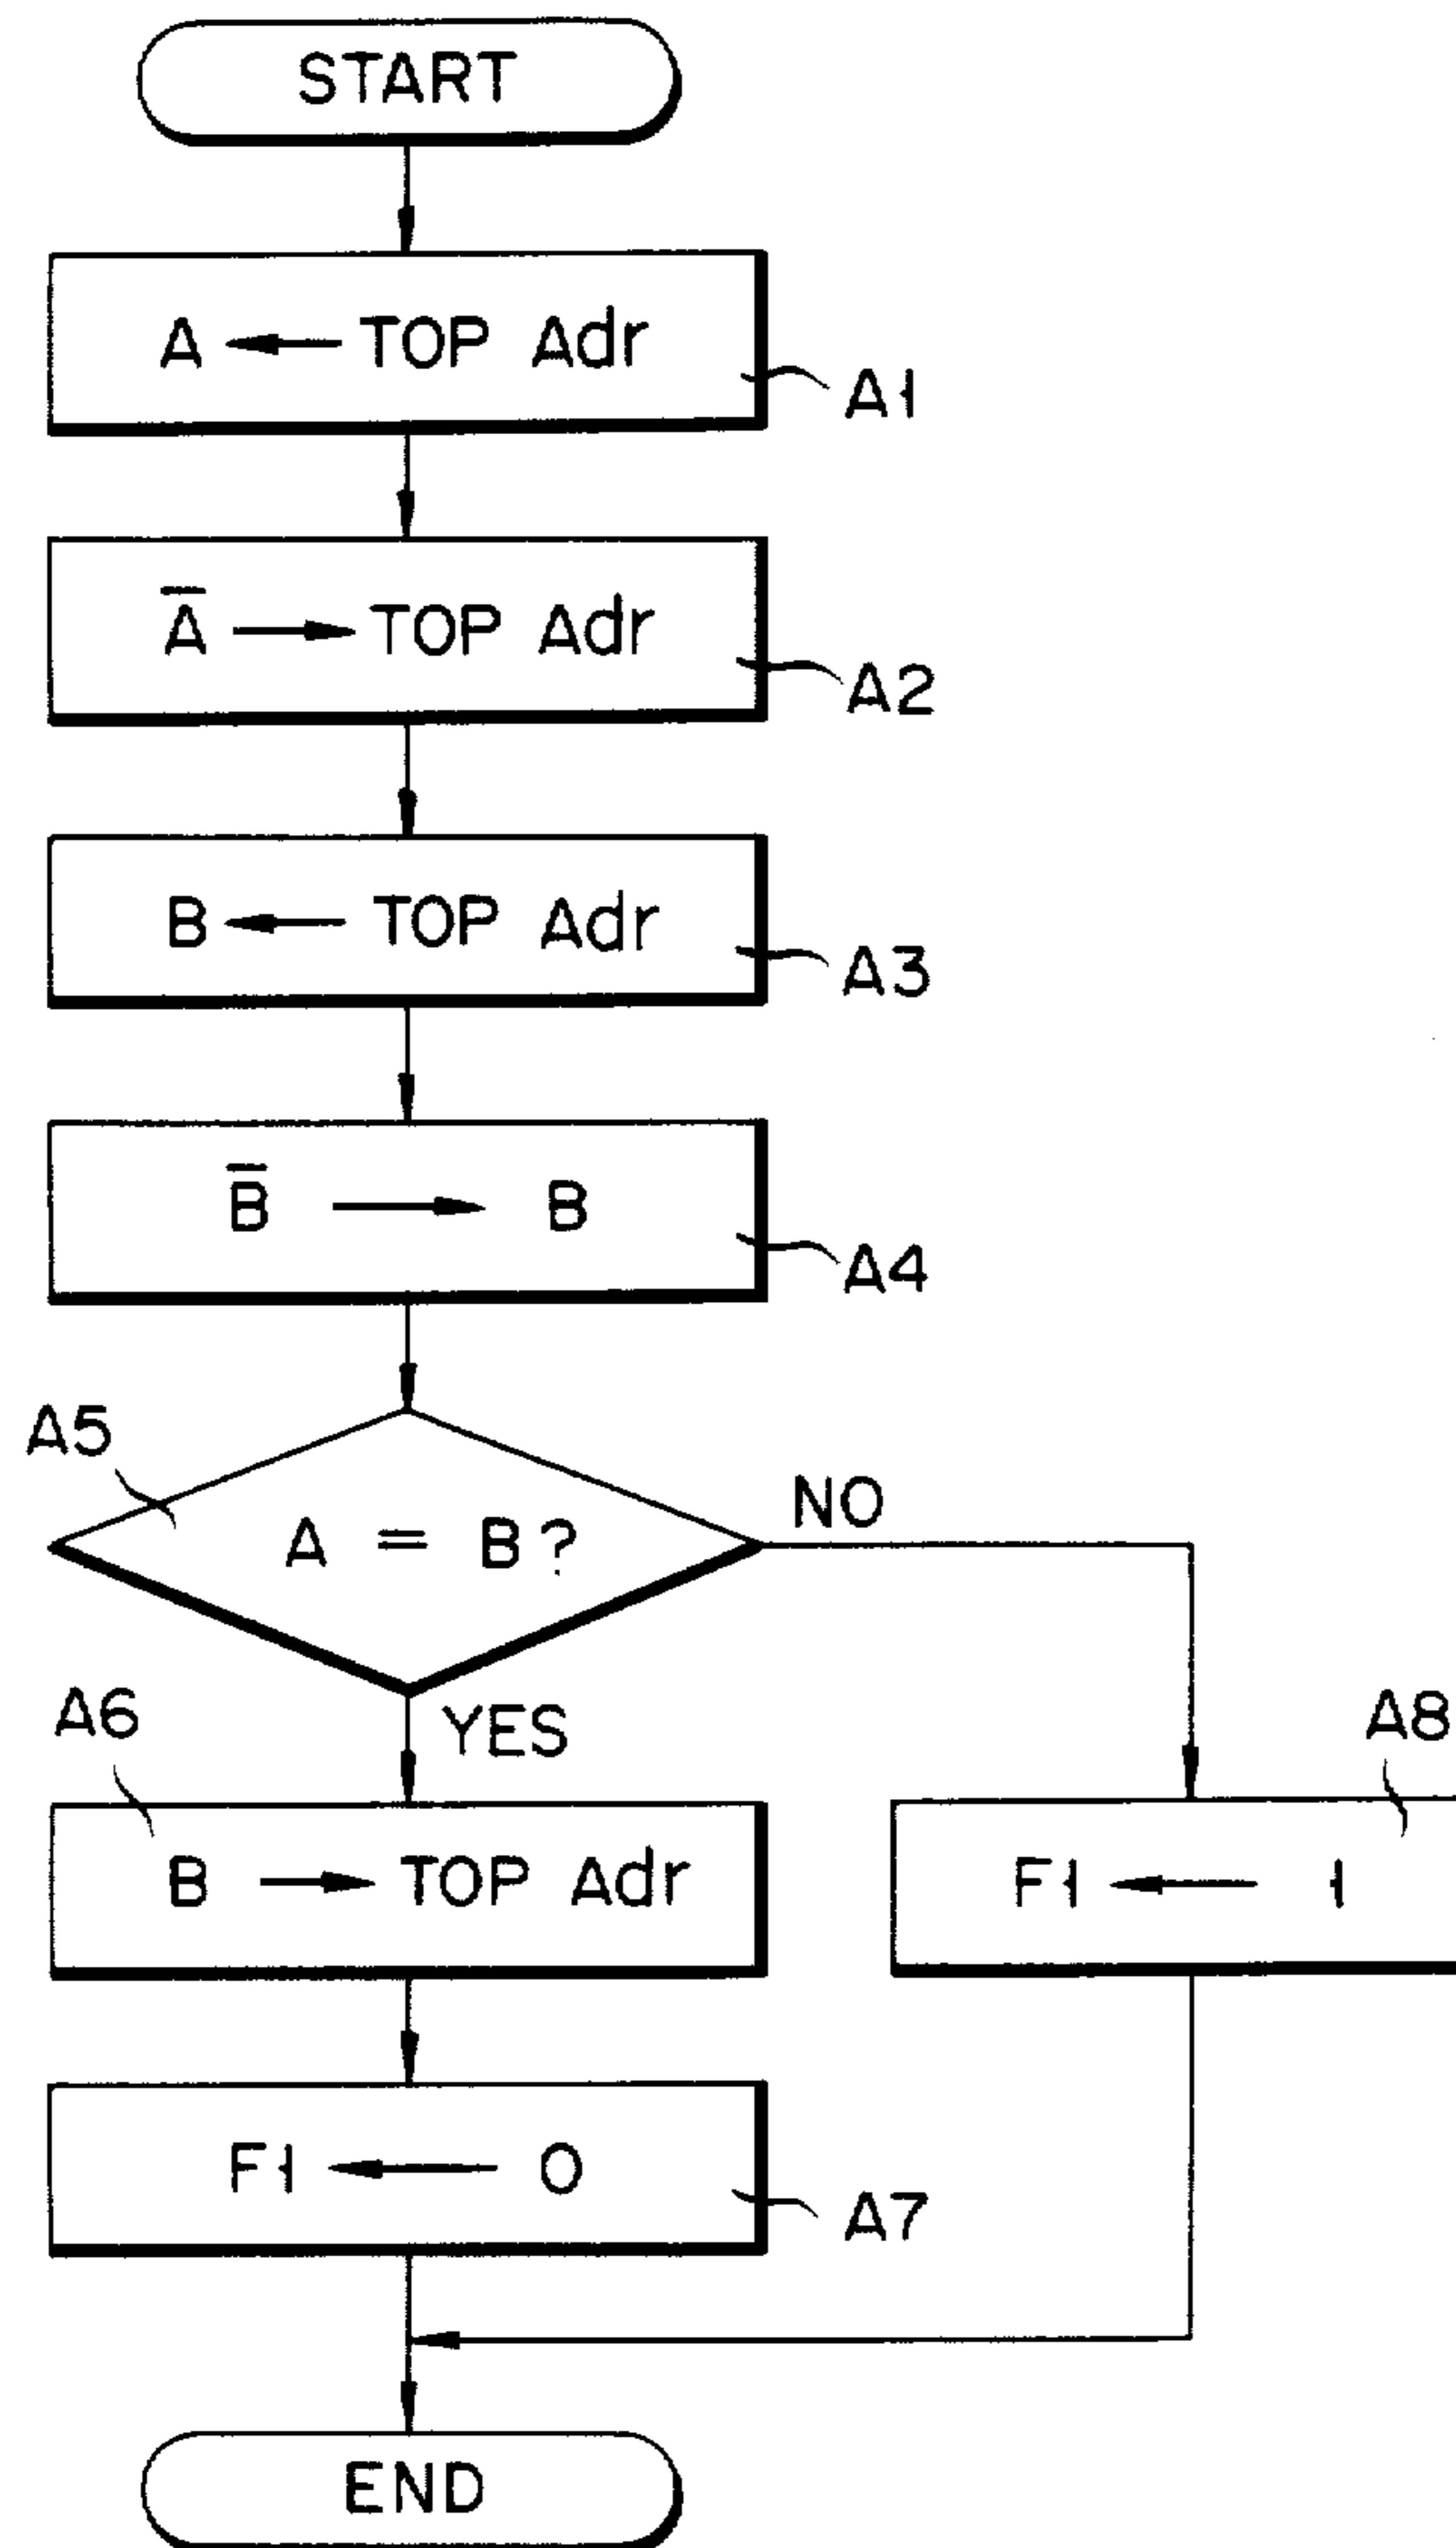 START
A ← TOP Adr
A1
A̅ → TOP Adr
A2
B ← TOP Adr
A3
B̅ → B
A4
A5
A = B?
NO
YES
A6
A8
B → TOP Adr
F1 ← 1
F1 ← 0
A7
END